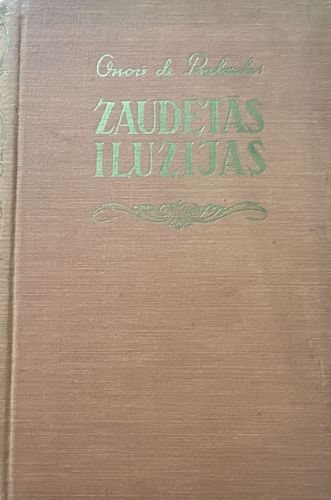 Onorē de Balzaks
ZAUDĒTĀS
ILŪZIJAS